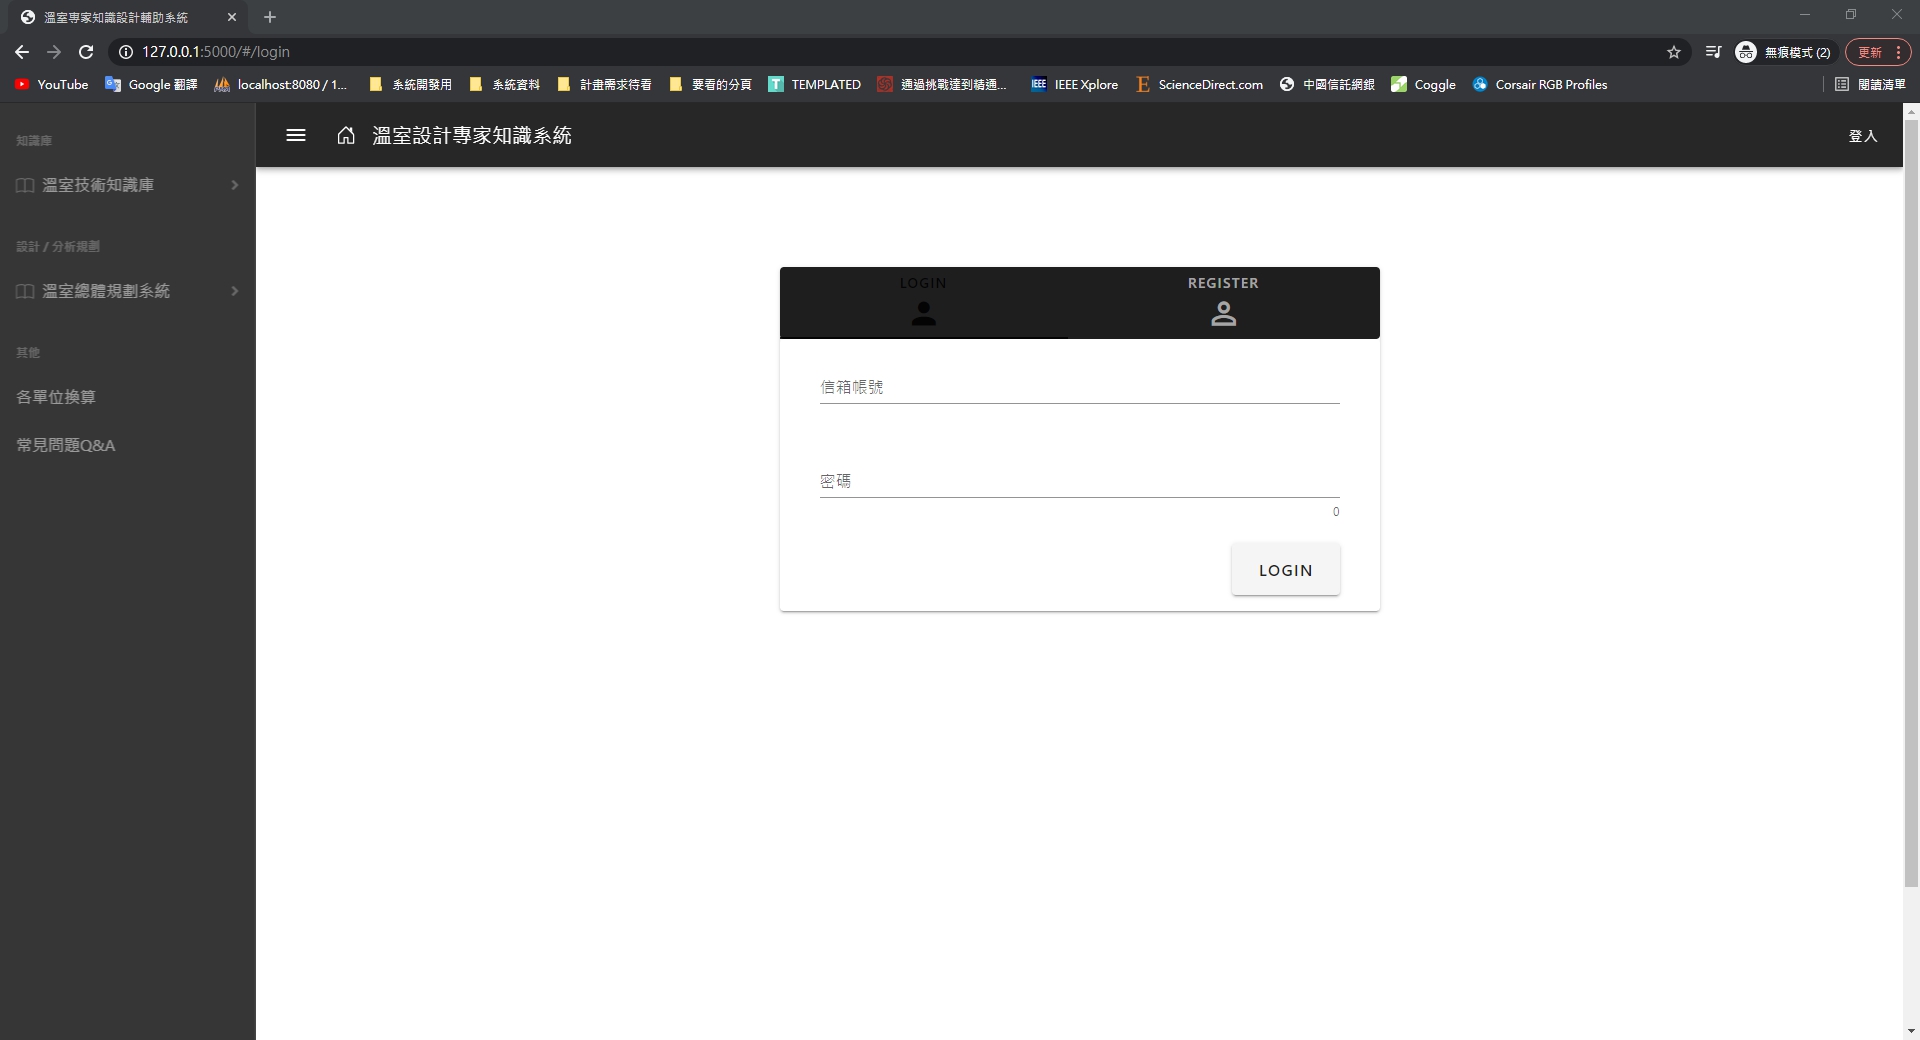 溫室專家知識設計輔助系統
127.0.0.1:5000/#/login
無痕模式 (2)
更新
YouTube
Google 翻譯
localhost:8080 / 1...
系統開發用
系統資料
計畫需求待看
要看的分頁
TEMPLATED
通過挑戰達到精通...
IEEE Xplore
ScienceDirect.com
中國信託網銀
Coggle
Corsair RGB Profiles
閱讀清單
溫室設計專家知識系統
登入
知識庫
溫室技術知識庫
設計 / 分析規劃
溫室總體規劃系統
其他
各單位換算
常見問題Q&A
LOGIN
REGISTER
信箱帳號
密碼
0
LOGIN